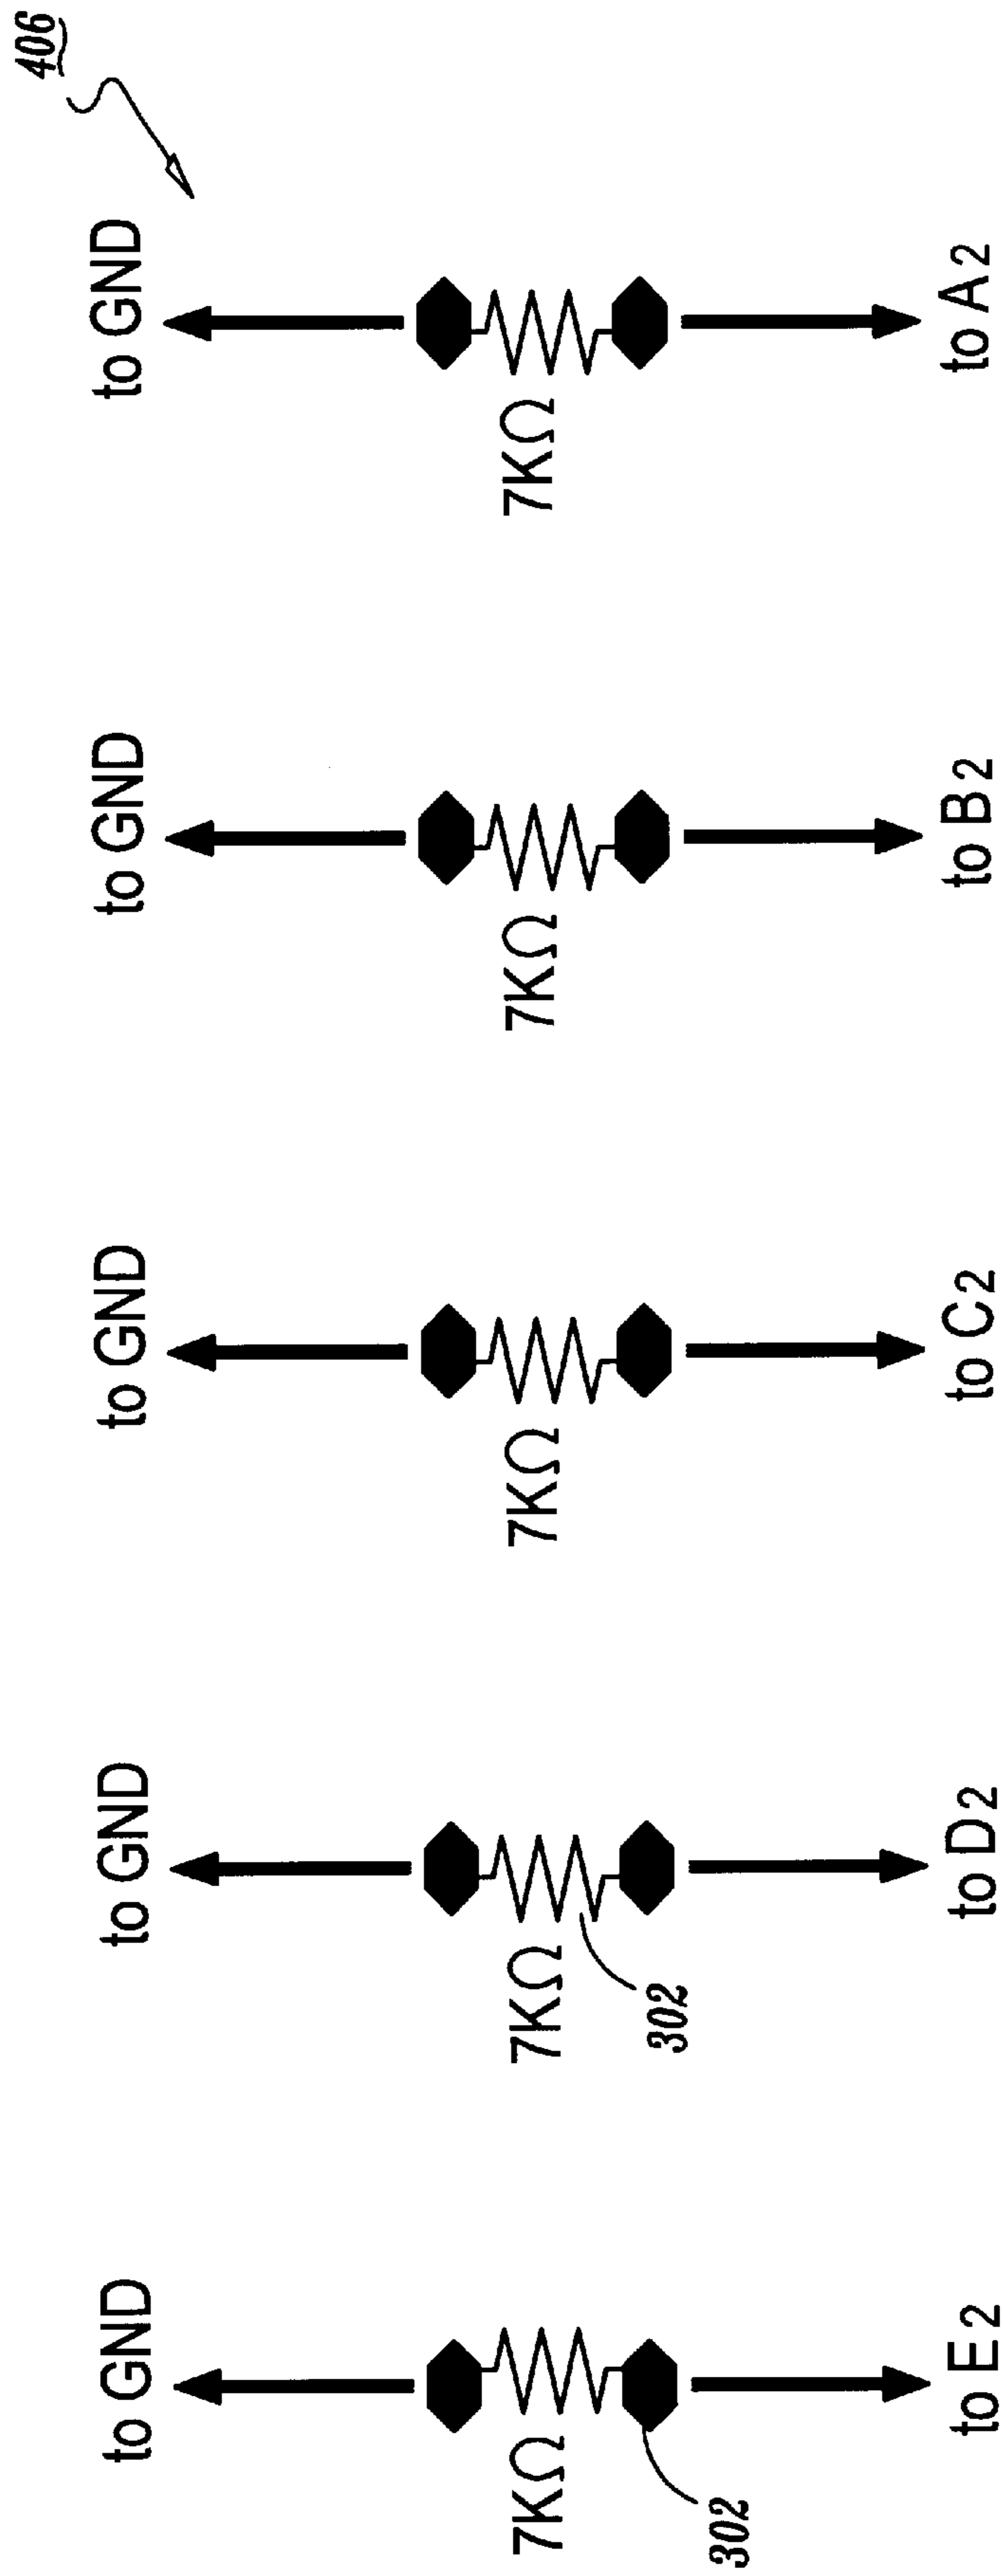 406
to GND
to GND
to GND
to GND
to GND
7KΩ
7KΩ
7KΩ
7KΩ
7KΩ
302
302
to E2
to D2
to C2
to B2
to A2